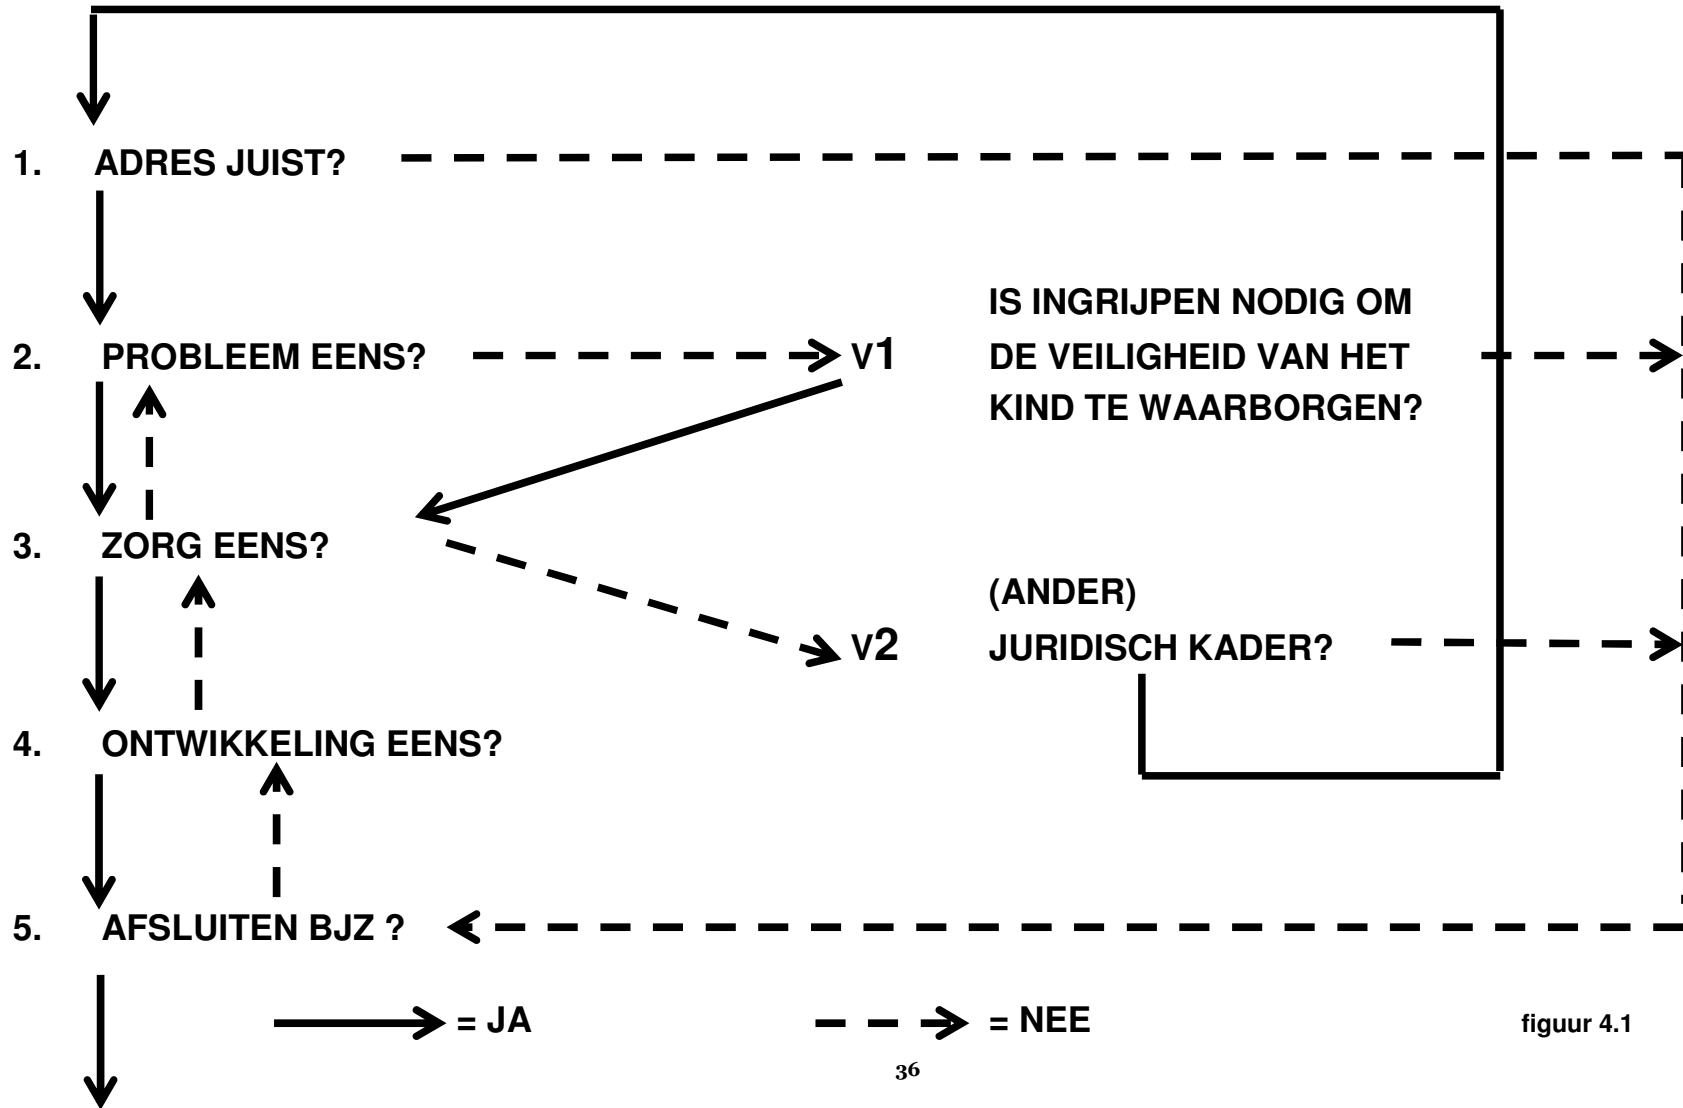 1. ADRES JUIST?
IS INGRIJPEN NODIG OM
2. PROBLEEM EENS? V1 DE VEILIGHEID VAN HET
KIND TE WAARBORGEN?
3. ZORG EENS?
(ANDER)
V2 JURIDISCH KADER?
4. ONTWIKKELING EENS?
5. AFSLUITEN BJZ ?
= JA = NEE figuur 4.1
36